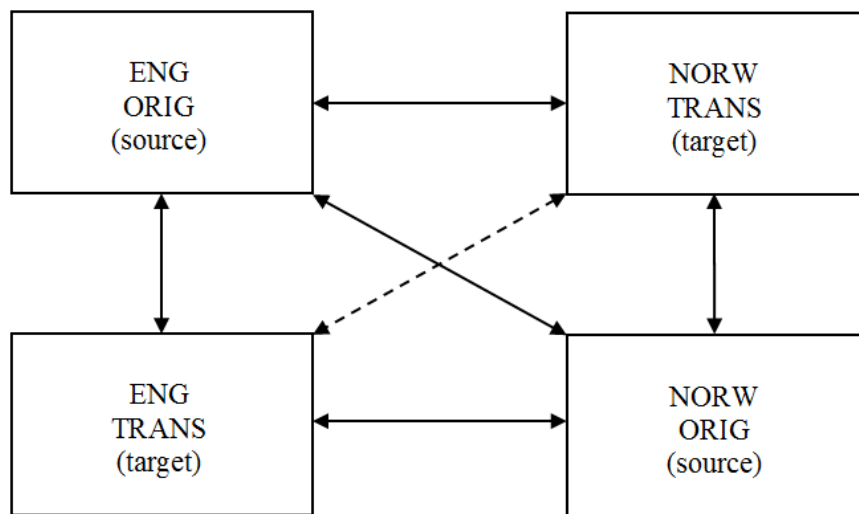 ENG
ORIG
(source)
NORW
TRANS
(target)
ENG
TRANS
(target)
NORW
ORIG
(source)